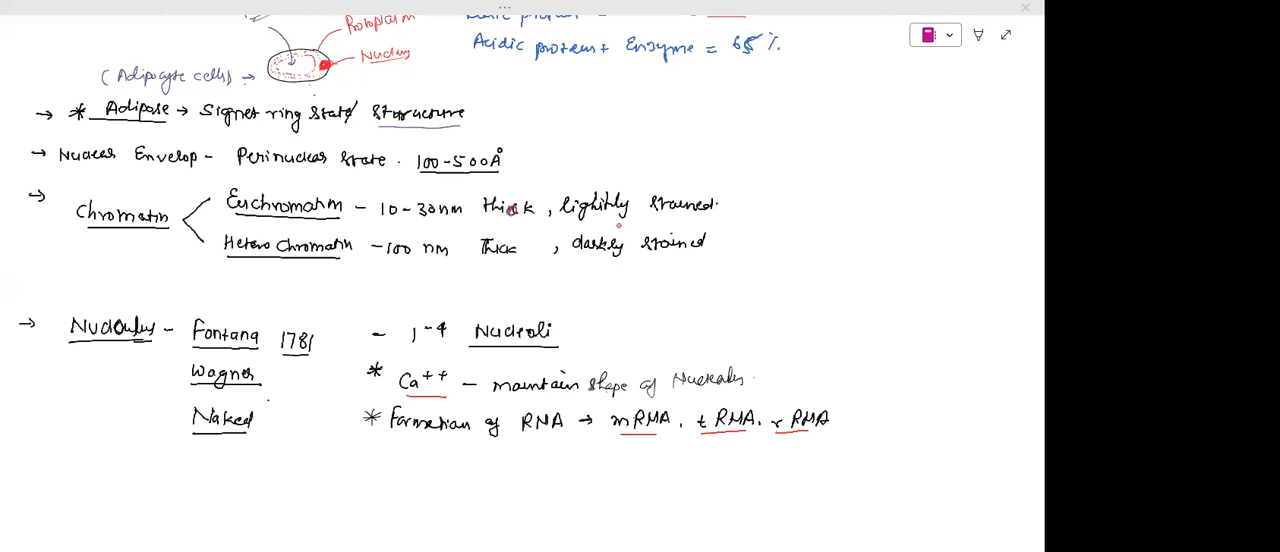 Protoplasm
Acidic protein + Enzyme = 65 %
Nucleus
(Adipocyte cells) →
→ * Adipose → Signet ring state/ structure
→ Nuclear Envelop - Perinuclear state. 100-500A°
→ Chromatin
Euchromatin - 10-30nm thick, lightly stained.
Hetero Chromatin - 100 nm Thick, darkly stained
→ Nucleolus - Fontana 1781 - 1-4 Nucleoli
Wagner * Ca++ - maintain shape of Nucleolus.
Naked * Formation of RNA → mRNA, tRNA, rRNA